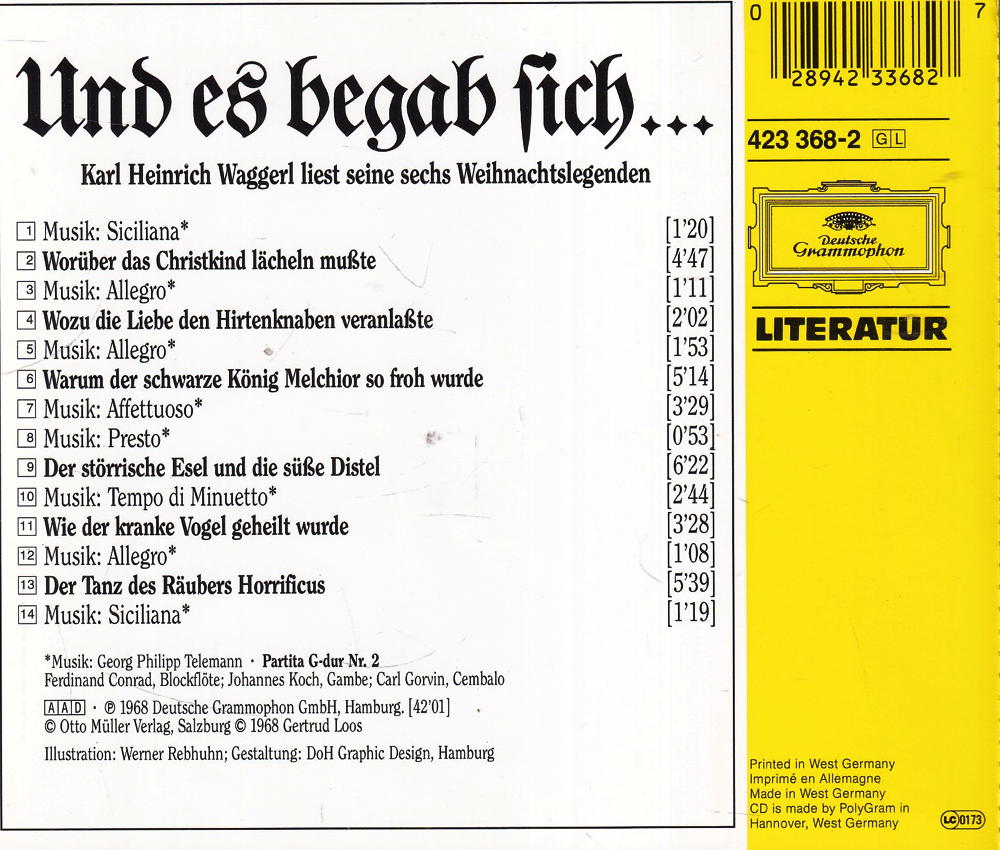 Und es begab sich...
Karl Heinrich Waggerl liest seine sechs Weihnachtslegenden
1 Musik: Siciliana* [1'20]
2 Worüber das Christkind lächeln mußte [4'47]
3 Musik: Allegro* [1'11]
4 Wozu die Liebe den Hirtenknaben veranlaßte [2'02]
5 Musik: Allegro* [1'53]
6 Warum der schwarze König Melchior so froh wurde [5'14]
7 Musik: Affettuoso* [3'29]
8 Musik: Presto* [0'53]
9 Der störrische Esel und die süße Distel [6'22]
10 Musik: Tempo di Minuetto* [2'44]
11 Wie der kranke Vogel geheilt wurde [3'28]
12 Musik: Allegro* [1'08]
13 Der Tanz des Räubers Horrificus [5'39]
14 Musik: Siciliana* [1'19]
*Musik: Georg Philipp Telemann · Partita G-dur Nr. 2
Ferdinand Conrad, Blockflöte; Johannes Koch, Gambe; Carl Gorvin, Cembalo
AAD · ℗ 1968 Deutsche Grammophon GmbH, Hamburg. [42'01]
© Otto Müller Verlag, Salzburg © 1968 Gertrud Loos
Illustration: Werner Rebhuhn; Gestaltung: DoH Graphic Design, Hamburg
0 28942 33682 7
423 368-2 GL
Deutsche
Grammophon
LITERATUR
Printed in West Germany
Imprimé en Allemagne
Made in West Germany
CD is made by PolyGram in
Hannover, West Germany
LC 0173